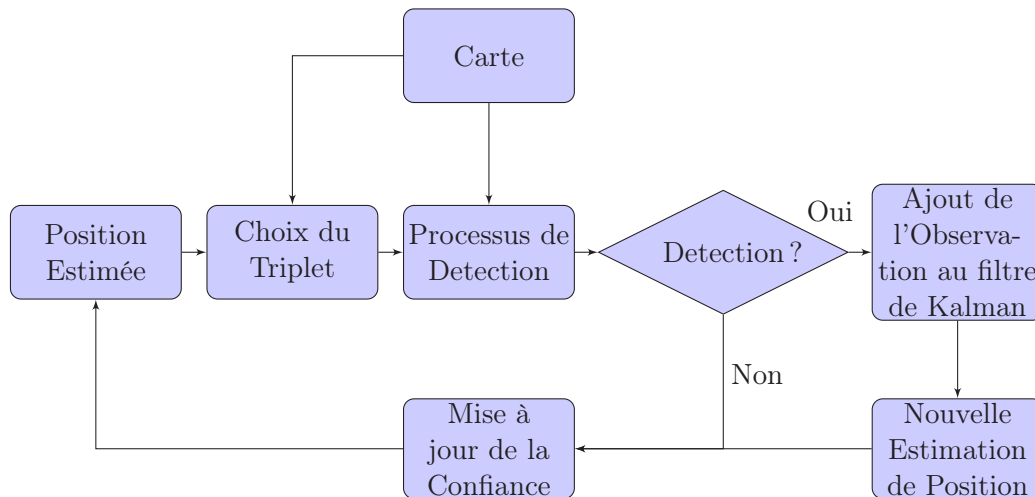 Carte
Position
Estimée
Choix du
Triplet
Processus de
Detection
Detection ?
Oui
Ajout de
l'Observa-
tion au filtre
de Kalman
Non
Mise à
jour de la
Confiance
Nouvelle
Estimation
de Position